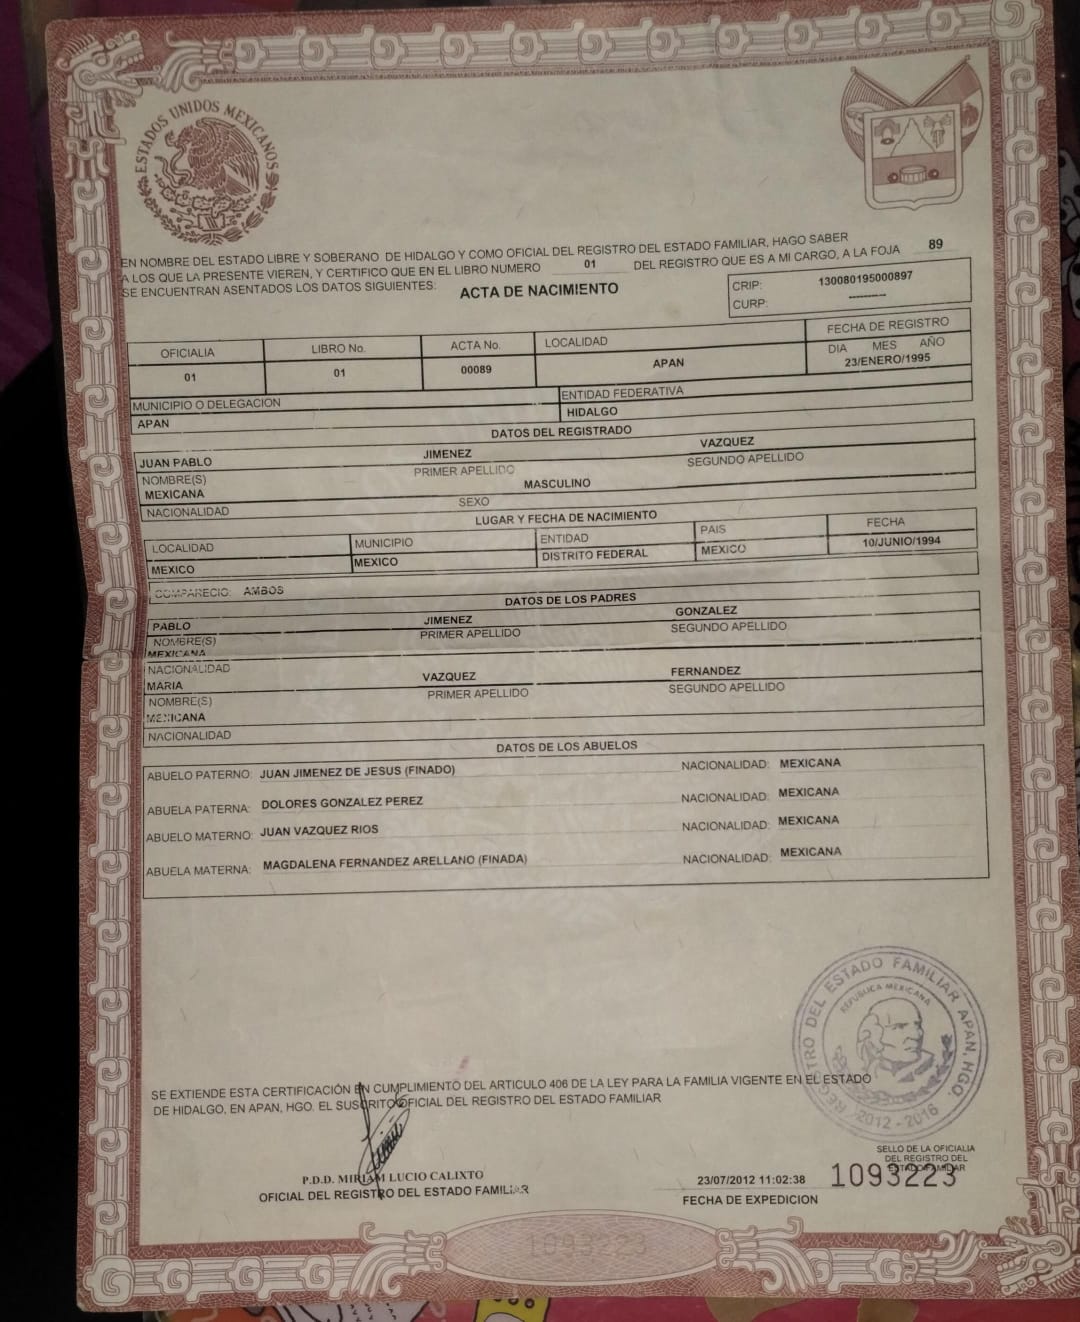 ESTADOS UNIDOS MEXICANOS
EN NOMBRE DEL ESTADO LIBRE Y SOBERANO DE HIDALGO Y COMO OFICIAL DEL REGISTRO DEL ESTADO FAMILIAR, HAGO SABER
A LOS QUE LA PRESENTE VIEREN, Y CERTIFICO QUE EN EL LIBRO NUMERO 01 DEL REGISTRO QUE ES A MI CARGO, A LA FOJA 89
SE ENCUENTRAN ASENTADOS LOS DATOS SIGUIENTES: ACTA DE NACIMIENTO
CRIP: 130080195000897
CURP: ----------
OFICIALIA LIBRO No. ACTA No. LOCALIDAD FECHA DE REGISTRO
DIA MES AÑO
01 01 00089 APAN 23/ENERO/1995
MUNICIPIO O DELEGACION ENTIDAD FEDERATIVA
APAN HIDALGO
DATOS DEL REGISTRADO
JUAN PABLO JIMENEZ VAZQUEZ
NOMBRE(S) PRIMER APELLIDO SEGUNDO APELLIDO
MEXICANA MASCULINO
NACIONALIDAD SEXO
LUGAR Y FECHA DE NACIMIENTO
LOCALIDAD MUNICIPIO ENTIDAD PAIS FECHA
MEXICO MEXICO DISTRITO FEDERAL MEXICO 10/JUNIO/1994
COMPARECIO: AMBOS
DATOS DE LOS PADRES
PABLO JIMENEZ GONZALEZ
NOMBRE(S) PRIMER APELLIDO SEGUNDO APELLIDO
MEXICANA
NACIONALIDAD
MARIA VAZQUEZ FERNANDEZ
NOMBRE(S) PRIMER APELLIDO SEGUNDO APELLIDO
MEXICANA
NACIONALIDAD
DATOS DE LOS ABUELOS
ABUELO PATERNO: JUAN JIMENEZ DE JESUS (FINADO) NACIONALIDAD: MEXICANA
ABUELA PATERNA: DOLORES GONZALEZ PEREZ NACIONALIDAD: MEXICANA
ABUELO MATERNO: JUAN VAZQUEZ RIOS NACIONALIDAD: MEXICANA
ABUELA MATERNA: MAGDALENA FERNANDEZ ARELLANO (FINADA) NACIONALIDAD: MEXICANA
REGISTRO DEL ESTADO FAMILIAR APAN, HGO.
REPUBLICA MEXICANA
2012 - 2016
SE EXTIENDE ESTA CERTIFICACIÓN EN CUMPLIMIENTO DEL ARTICULO 406 DE LA LEY PARA LA FAMILIA VIGENTE EN EL ESTADO
DE HIDALGO, EN APAN, HGO. EL SUSCRITO OFICIAL DEL REGISTRO DEL ESTADO FAMILIAR
SELLO DE LA OFICIALIA
DEL REGISTRO DEL
ESTADO FAMILIAR
P.D.D. MIRIAM LUCIO CALIXTO
OFICIAL DEL REGISTRO DEL ESTADO FAMILIAR
23/07/2012 11:02:38
FECHA DE EXPEDICION
1093223
1093223